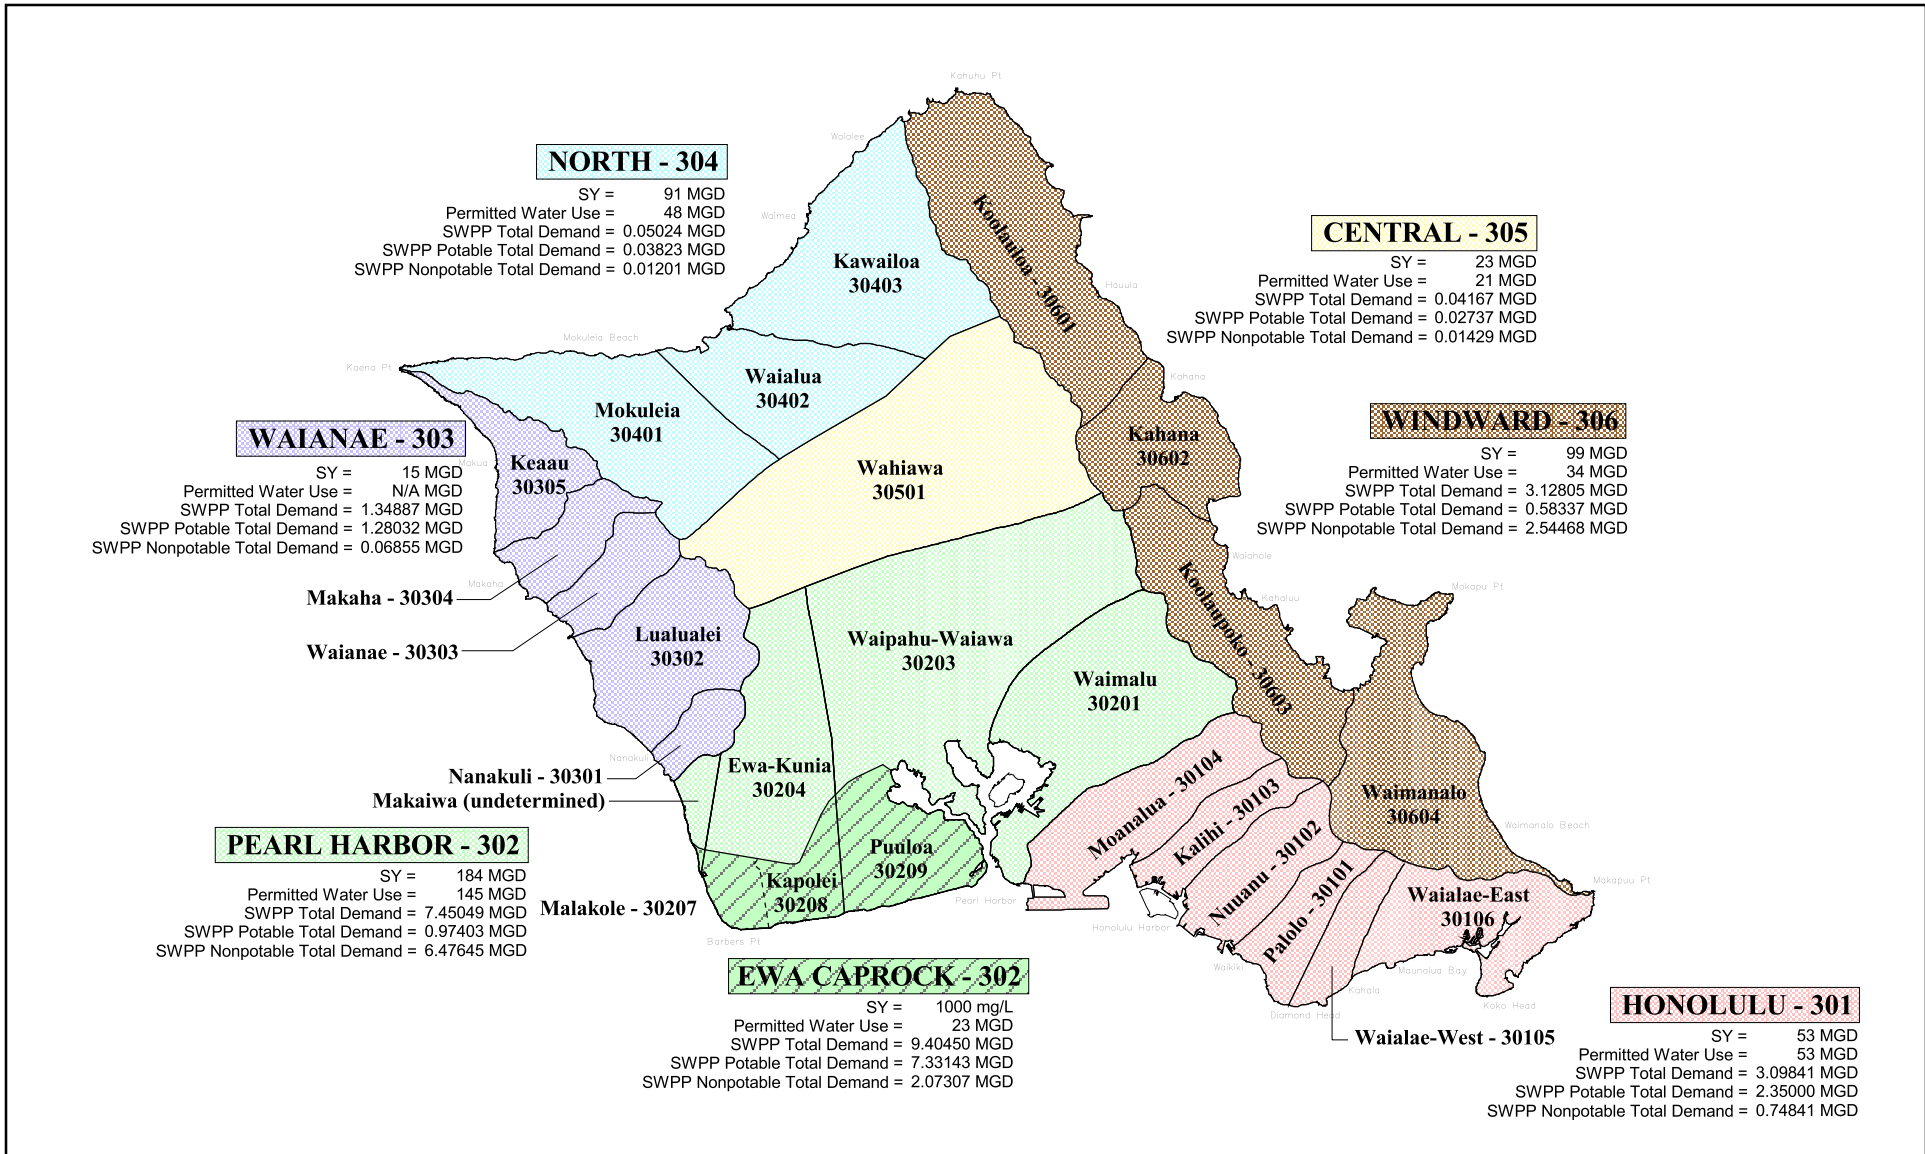 Kahuhu Pt
Waialee
NORTH - 304
SY = 91 MGD
Permitted Water Use = 48 MGD
SWPP Total Demand = 0.05024 MGD
SWPP Potable Total Demand = 0.03823 MGD
SWPP Nonpotable Total Demand = 0.01201 MGD
Waimea
Kawailoa
30403
Koolauloa - 30601
Hauula
CENTRAL - 305
SY = 23 MGD
Permitted Water Use = 21 MGD
SWPP Total Demand = 0.04167 MGD
SWPP Potable Total Demand = 0.02737 MGD
SWPP Nonpotable Total Demand = 0.01429 MGD
Mokuleia Beach
Kaena Pt
Waialua
30402
Mokuleia
30401
Kahana
Kahana
30602
WAIANAE - 303
SY = 15 MGD
Permitted Water Use = N/A MGD
SWPP Total Demand = 1.34887 MGD
SWPP Potable Total Demand = 1.28032 MGD
SWPP Nonpotable Total Demand = 0.06855 MGD
Makua
Keaau
30305
Wahiawa
30501
WINDWARD - 306
SY = 99 MGD
Permitted Water Use = 34 MGD
SWPP Total Demand = 3.12805 MGD
SWPP Potable Total Demand = 0.58337 MGD
SWPP Nonpotable Total Demand = 2.54468 MGD
Waiahole
Makaha
Makaha - 30304
Waianae - 30303
Lualualei
30302
Waipahu-Waiawa
30203
Waimalu
30201
Koolaupoko - 30603
Kahaluu
Mokapu Pt
Nanakuli
Nanakuli - 30301
Makaiwa (undetermined)
Ewa-Kunia
30204
Moanalua - 30104
Kalihi - 30103
Nuuanu - 30102
Palolo - 30101
Waimanalo
30604
Waimanalo Beach
Makapuu Pt
PEARL HARBOR - 302
SY = 184 MGD
Permitted Water Use = 145 MGD
SWPP Total Demand = 7.45049 MGD
SWPP Potable Total Demand = 0.97403 MGD
SWPP Nonpotable Total Demand = 6.47645 MGD
Puuloa
30209
Kapolei
30208
Malakole - 30207
Barbers Pt
Pearl Harbor
Honolulu Harbor
Waikiki
Waialae-East
30106
Maunalua Bay
Kahala
Diamond Head
Koko Head
Waialae-West - 30105
EWA CAPROCK - 302
SY = 1000 mg/L
Permitted Water Use = 23 MGD
SWPP Total Demand = 9.40450 MGD
SWPP Potable Total Demand = 7.33143 MGD
SWPP Nonpotable Total Demand = 2.07307 MGD
HONOLULU - 301
SY = 53 MGD
Permitted Water Use = 53 MGD
SWPP Total Demand = 3.09841 MGD
SWPP Potable Total Demand = 2.35000 MGD
SWPP Nonpotable Total Demand = 0.74841 MGD